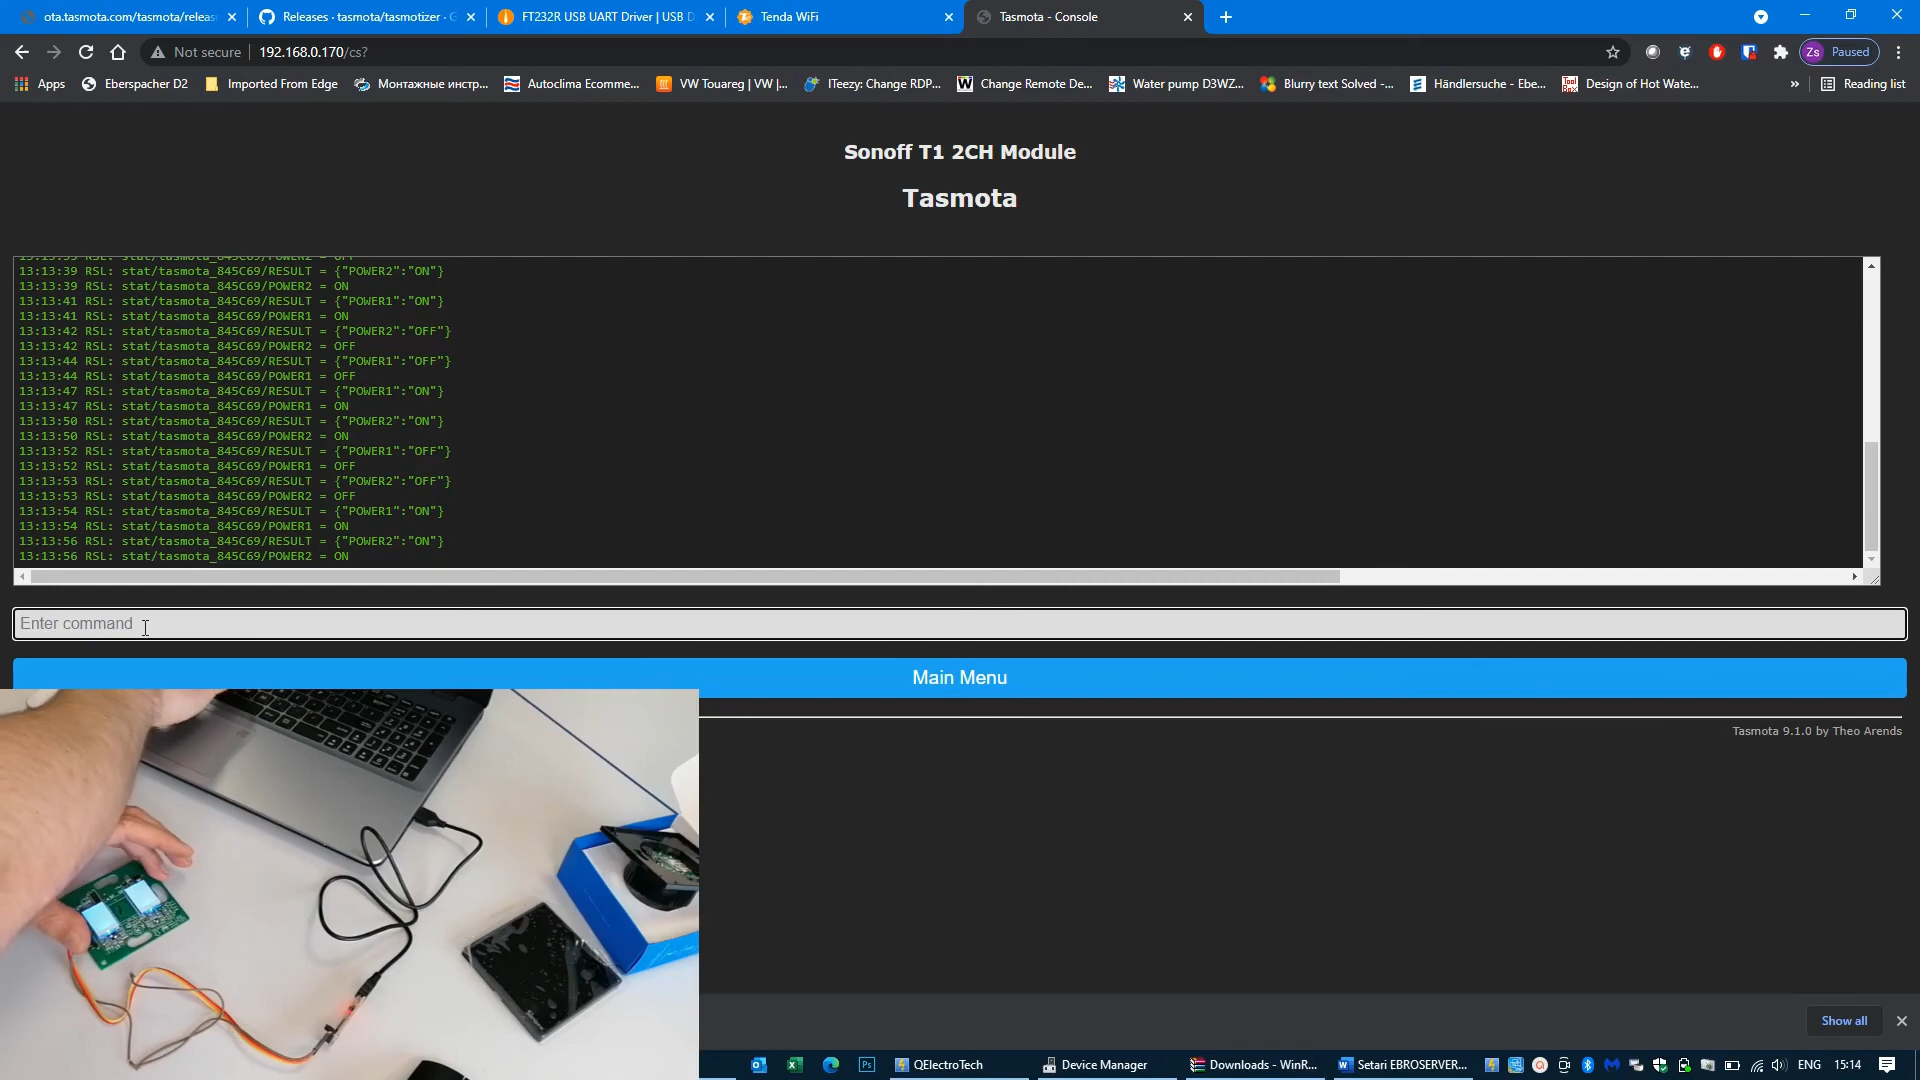 ota.tasmota.com/tasmota/releas
Releases · tasmota/tasmotizer · G
FT232R USB UART Driver | USB D
Tenda WiFi
Tasmota - Console
Not secure
192.168.0.170/cs?
Zs
Paused
Apps
Eberspacher D2
Imported From Edge
Монтажные инстр...
Autoclima Ecomme...
VW Touareg | VW |...
ITeezy: Change RDP...
Change Remote De...
Water pump D3WZ...
Blurry text Solved -...
Händlersuche - Ebe...
Design of Hot Wate...
Reading list
Sonoff T1 2CH Module
Tasmota
13:13:39 RSL: stat/tasmota_845C69/RESULT = {"POWER2":"ON"}
13:13:39 RSL: stat/tasmota_845C69/POWER2 = ON
13:13:41 RSL: stat/tasmota_845C69/RESULT = {"POWER1":"ON"}
13:13:41 RSL: stat/tasmota_845C69/POWER1 = ON
13:13:42 RSL: stat/tasmota_845C69/RESULT = {"POWER2":"OFF"}
13:13:42 RSL: stat/tasmota_845C69/POWER2 = OFF
13:13:44 RSL: stat/tasmota_845C69/RESULT = {"POWER1":"OFF"}
13:13:44 RSL: stat/tasmota_845C69/POWER1 = OFF
13:13:47 RSL: stat/tasmota_845C69/RESULT = {"POWER1":"ON"}
13:13:47 RSL: stat/tasmota_845C69/POWER1 = ON
13:13:50 RSL: stat/tasmota_845C69/RESULT = {"POWER2":"ON"}
13:13:50 RSL: stat/tasmota_845C69/POWER2 = ON
13:13:52 RSL: stat/tasmota_845C69/RESULT = {"POWER1":"OFF"}
13:13:52 RSL: stat/tasmota_845C69/POWER1 = OFF
13:13:53 RSL: stat/tasmota_845C69/RESULT = {"POWER2":"OFF"}
13:13:53 RSL: stat/tasmota_845C69/POWER2 = OFF
13:13:54 RSL: stat/tasmota_845C69/RESULT = {"POWER1":"ON"}
13:13:54 RSL: stat/tasmota_845C69/POWER1 = ON
13:13:56 RSL: stat/tasmota_845C69/RESULT = {"POWER2":"ON"}
13:13:56 RSL: stat/tasmota_845C69/POWER2 = ON
Enter command
Main Menu
Tasmota 9.1.0 by Theo Arends
Show all
QElectroTech
Device Manager
Downloads - WinR...
Setari EBROSERVER...
ENG
15:14